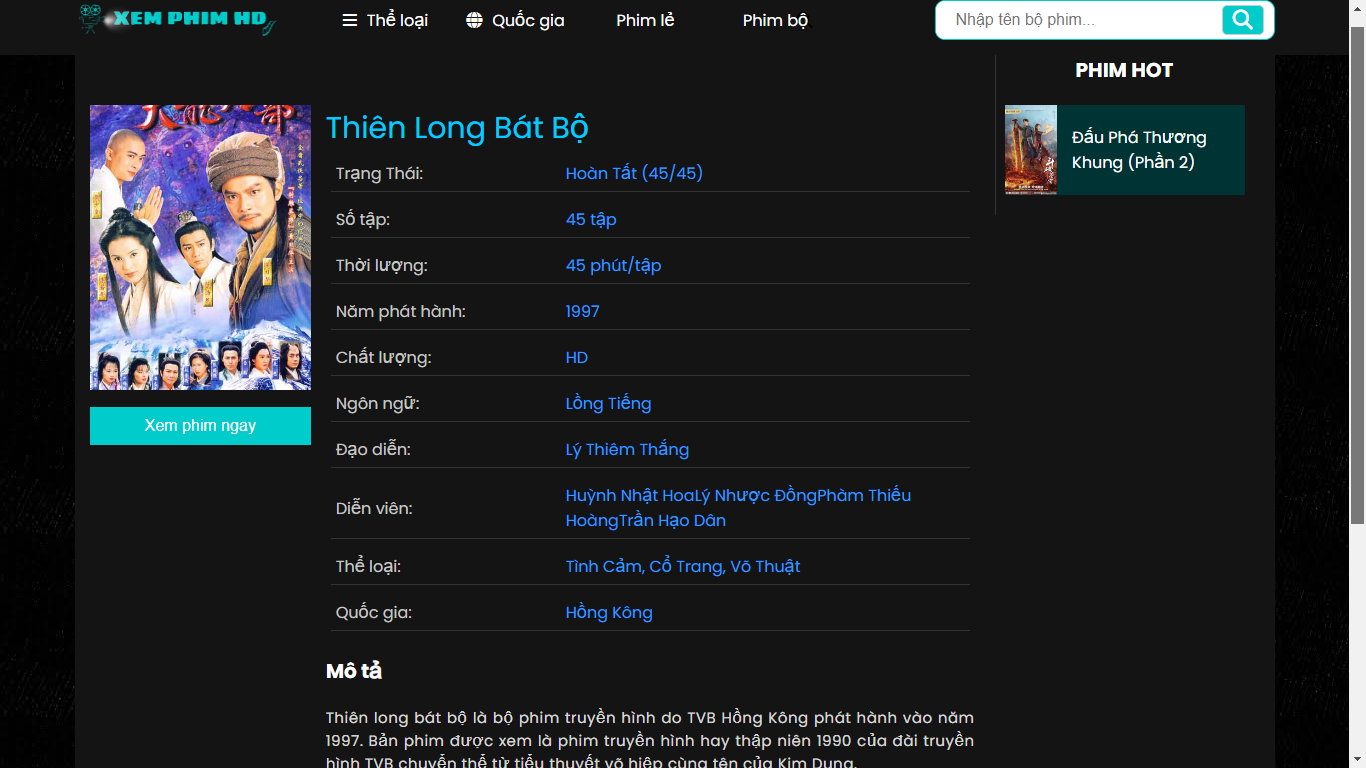 XEM PHIM HD
Thể loại
Quốc gia
Phim lẻ
Phim bộ
Nhập tên bộ phim...
PHIM HOT
Đấu Phá Thương
Khung (Phần 2)
Thiên Long Bát Bộ
Trạng Thái: Hoàn Tất (45/45)
Số tập: 45 tập
Thời lượng: 45 phút/tập
Năm phát hành: 1997
Chất lượng: HD
Ngôn ngữ: Lồng Tiếng
Đạo diễn: Lý Thiêm Thắng
Diễn viên: Huỳnh Nhật HoaLý Nhược ĐồngPhàm Thiếu
HoàngTrần Hạo Dân
Thể loại: Tình Cảm, Cổ Trang, Võ Thuật
Quốc gia: Hồng Kông
Xem phim ngay
Mô tả
Thiên long bát bộ là bộ phim truyền hình do TVB Hồng Kông phát hành vào năm
1997. Bản phim được xem là phim truyền hình hay thập niên 1990 của đài truyền
hình TVB chuyển thể từ tiểu thuyết võ hiệp cùng tên của Kim Dung.